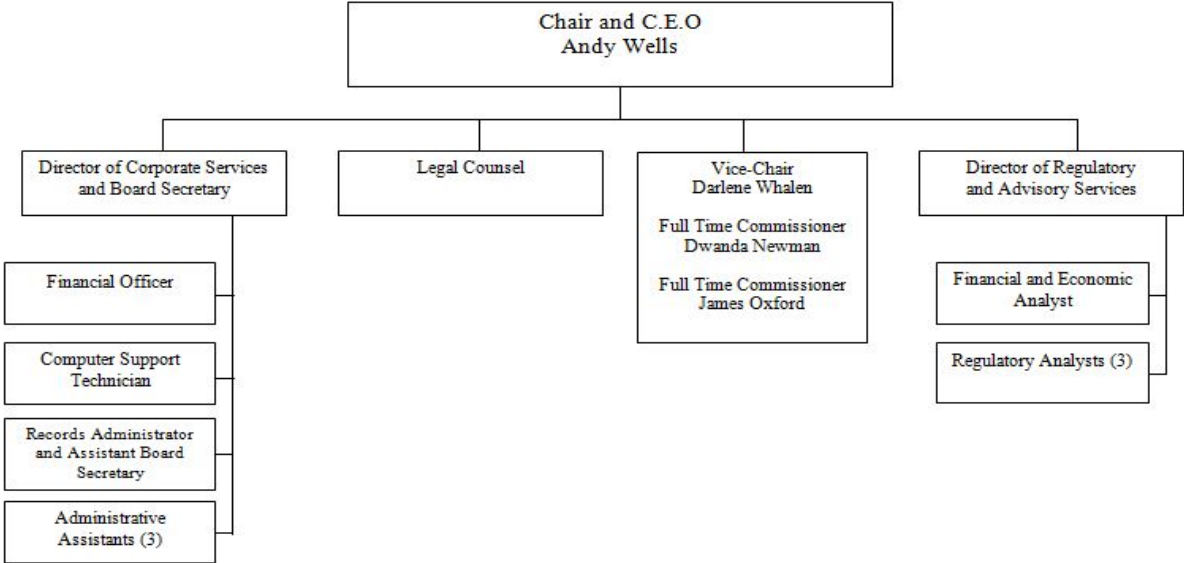 Chair and C.E.O
Andy Wells
Director of Corporate Services
and Board Secretary
Legal Counsel
Vice-Chair
Darlene Whalen
Full Time Commissioner
Dwanda Newman
Full Time Commissioner
James Oxford
Director of Regulatory
and Advisory Services
Financial Officer
Computer Support
Technician
Records Administrator
and Assistant Board
Secretary
Administrative
Assistants (3)
Financial and Economic
Analyst
Regulatory Analysts (3)